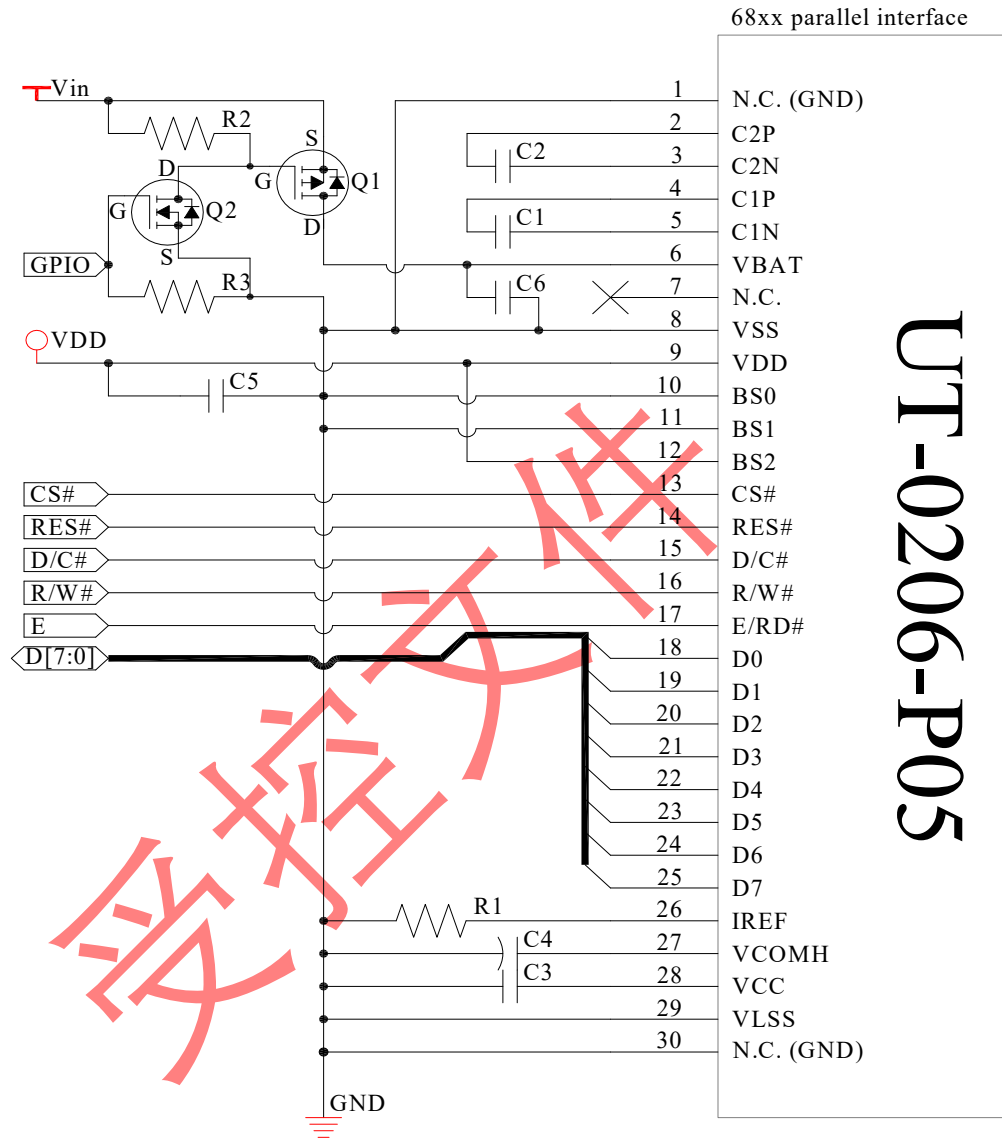 68xx parallel interface
Vin
R2
S
G
Q1
D
D
G
Q2
S
GPIO
R3
VDD
C5
C2
C1
C6
1 N.C. (GND)
2 C2P
3 C2N
4 C1P
5 C1N
6 VBAT
7 N.C.
8 VSS
9 VDD
10 BS0
11 BS1
12 BS2
CS# 13 CS#
RES# 14 RES#
D/C# 15 D/C#
R/W# 16 R/W#
E 17 E/RD#
D[7:0] 18 D0
19 D1
20 D2
21 D3
22 D4
23 D5
24 D6
25 D7
R1 26 IREF
C4 27 VCOMH
C3 28 VCC
29 VLSS
30 N.C. (GND)
GND
UT-0206-P05
受控文件